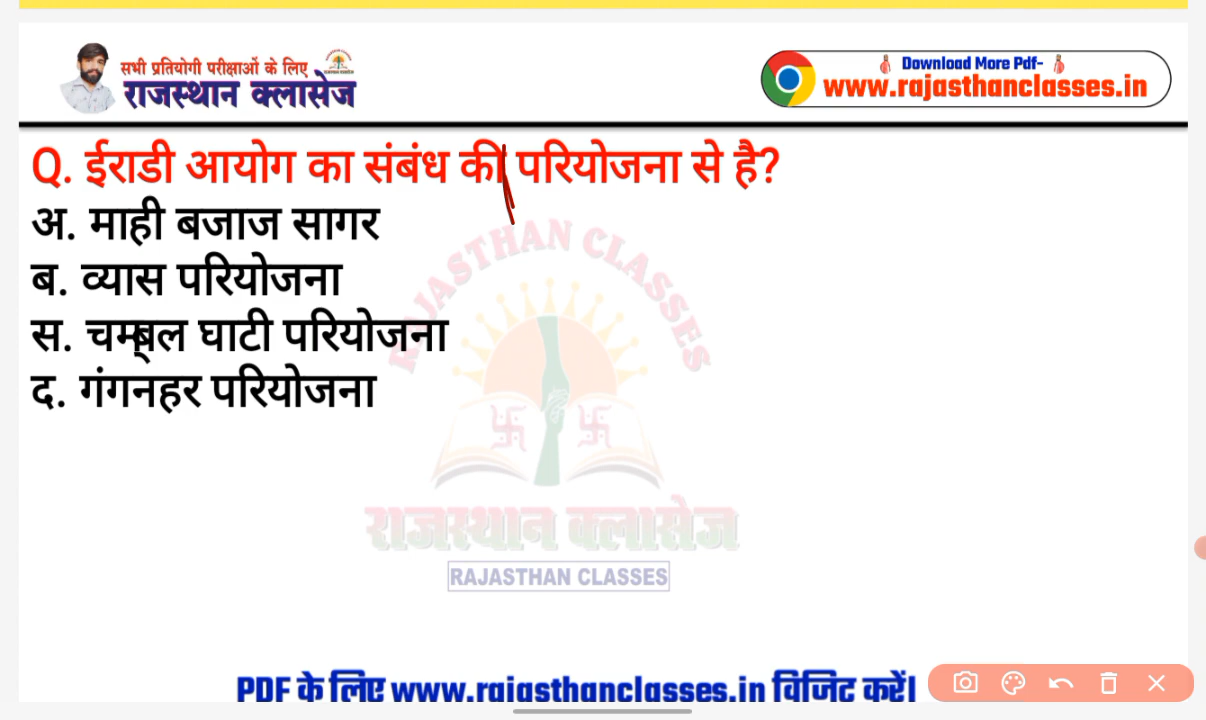 सभी प्रतियोगी परीक्षाओं के लिए
राजस्थान क्लासेज
Download More Pdf-
www.rajasthanclasses.in
Q. ईराडी आयोग का संबंध की परियोजना से है?
अ. माही बजाज सागर
ब. व्यास परियोजना
स. चम्ब्ल घाटी परियोजना
द. गंगनहर परियोजना
RAJASTHAN CLASSES
राजस्थान क्लासेज
RAJASTHAN CLASSES
PDF के लिए www.rajasthanclasses.in विजिट करें।